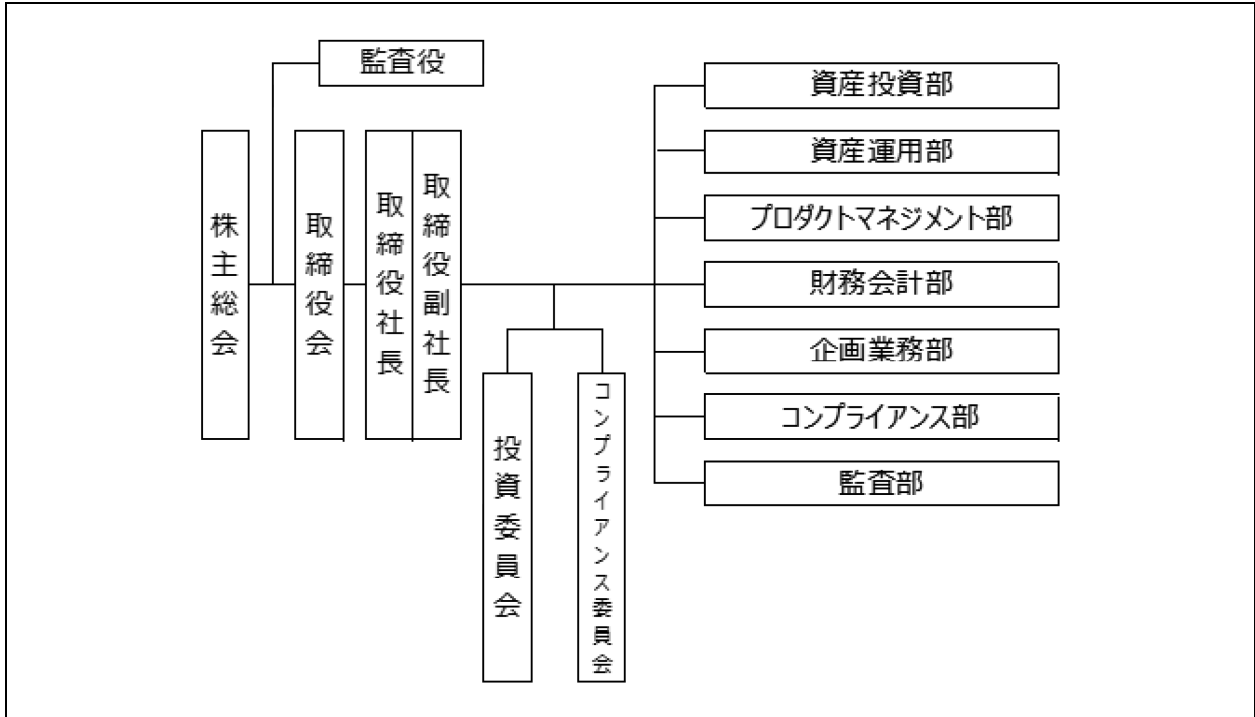 監査役
株主総会
取締役会
取締役社長
取締役副社長
投資委員会
コンプライアンス委員会
資産投資部
資産運用部
プロダクトマネジメント部
財務会計部
企画業務部
コンプライアンス部
監査部